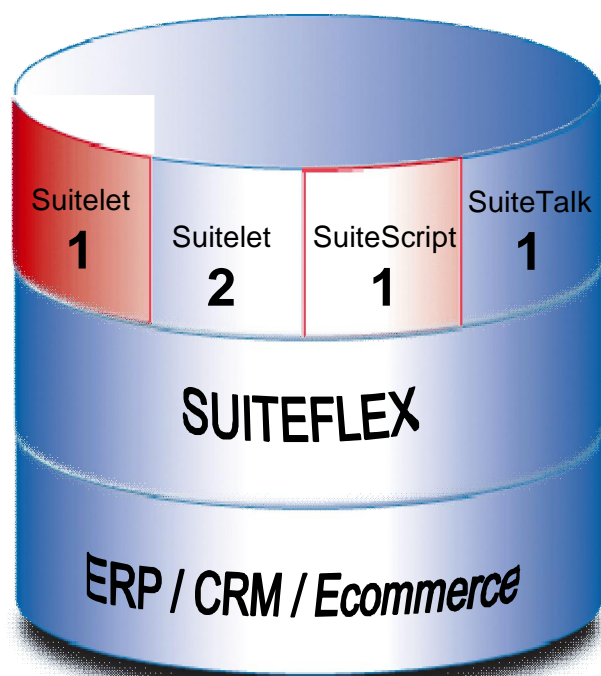 Suitelet
1
Suitelet
2
SuiteScript
1
SuiteTalk
1
SUITEFLEX
ERP / CRM / Ecommerce